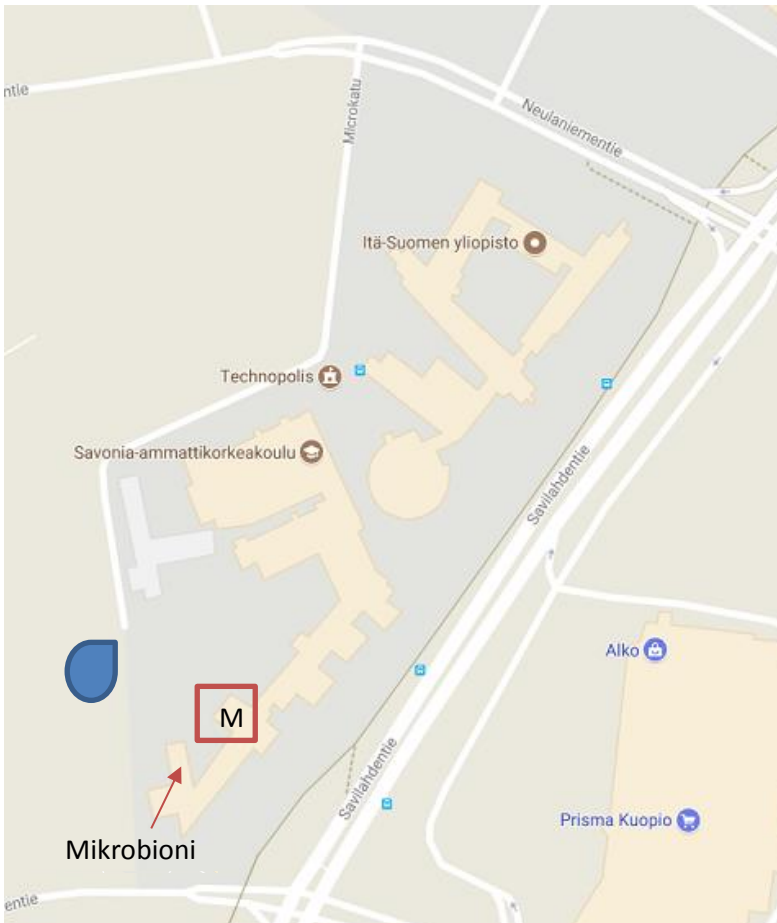 ntie
Neulaniementie
Microkatu
Itä-Suomen yliopisto
Technopolis
Savonia-ammattikorkeakoulu
Savilahdentie
Alko
M
Savilahdentie
Prisma Kuopio
Mikrobioni
entie